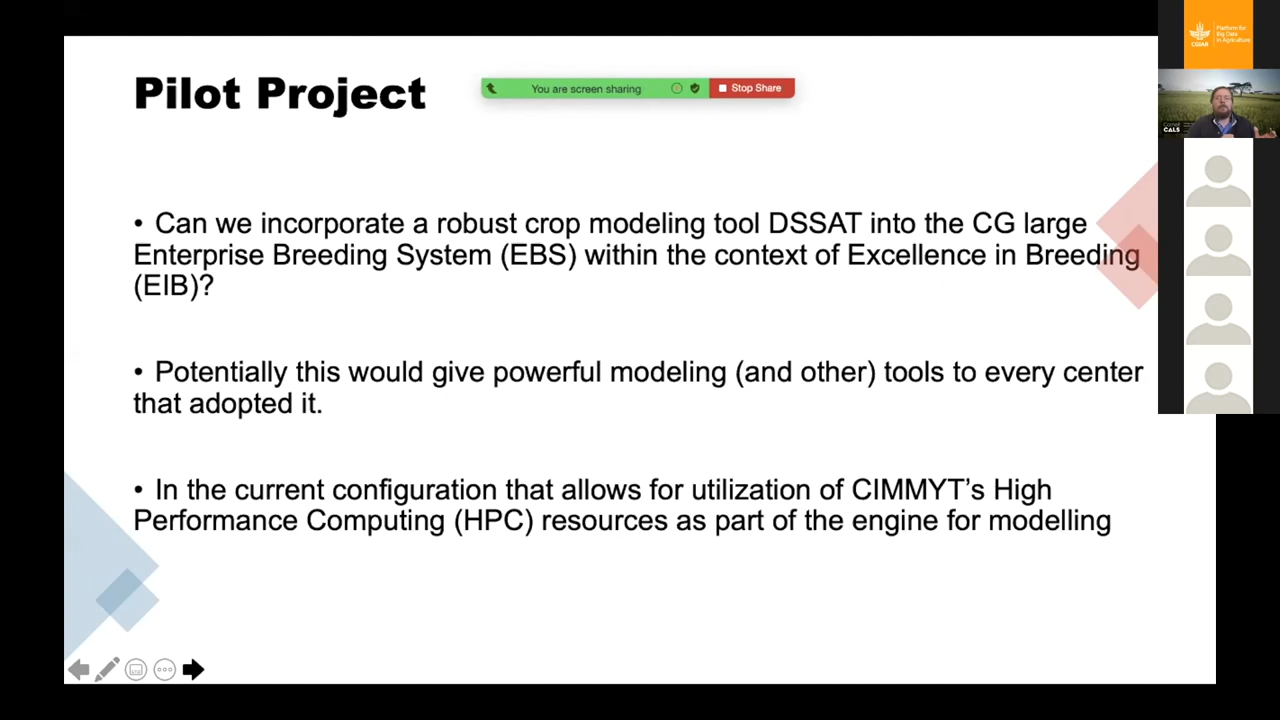 Pilot Project
You are screen sharing
Stop Share
• Can we incorporate a robust crop modeling tool DSSAT into the CG large
Enterprise Breeding System (EBS) within the context of Excellence in Breeding
(EIB)?
• Potentially this would give powerful modeling (and other) tools to every center
that adopted it.
• In the current configuration that allows for utilization of CIMMYT’s High
Performance Computing (HPC) resources as part of the engine for modelling
CGIAR
Platform for
Big Data
in Agriculture
Cornell
CALS